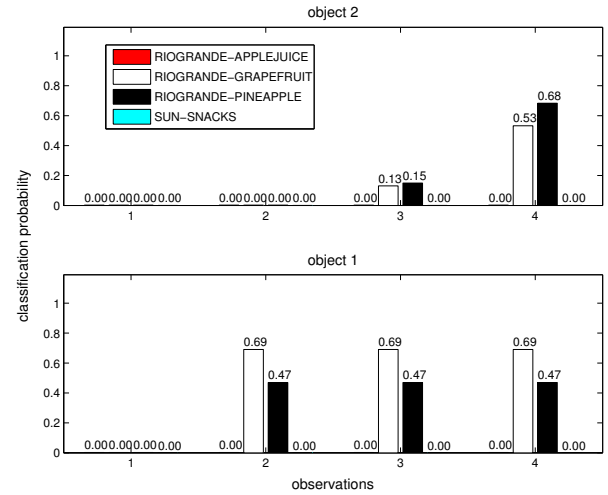 object 2
1
RIOGRANDE-APPLEJUICE
RIOGRANDE-GRAPEFRUIT
0.8
RIOGRANDE-PINEAPPLE
0.68
SUN-SNACKS
0.6
0.53
0.4
0.2
0.13 0.15
0.00 0.00 0.00 0.00 0.00 0.00 0.00 0.00 0.00 0.00 0.00 0.00
0
1 2 3 4
classification probability
object 1
1
0.8
0.69 0.69 0.69
0.6
0.47 0.47 0.47
0.4
0.2
0.00 0.00 0.00 0.00 0.00 0.00 0.00 0.00 0.00 0.00
0
1 2 3 4
observations